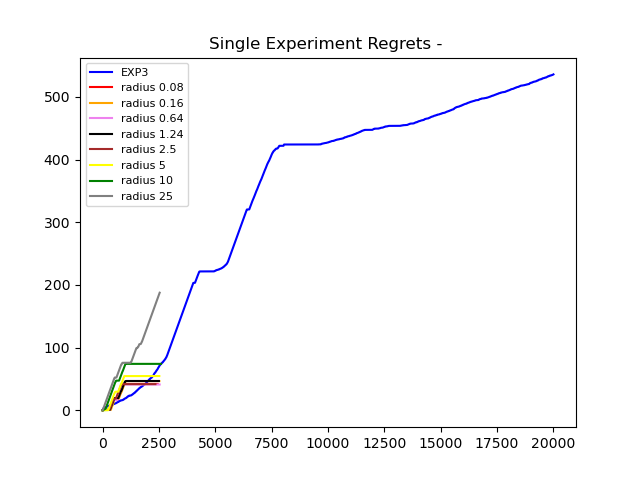 Single Experiment Regrets -
EXP3
radius 0.08
radius 0.16
radius 0.64
radius 1.24
radius 2.5
radius 5
radius 10
radius 25
500
400
300
200
100
0
0 2500 5000 7500 10000 12500 15000 17500 20000